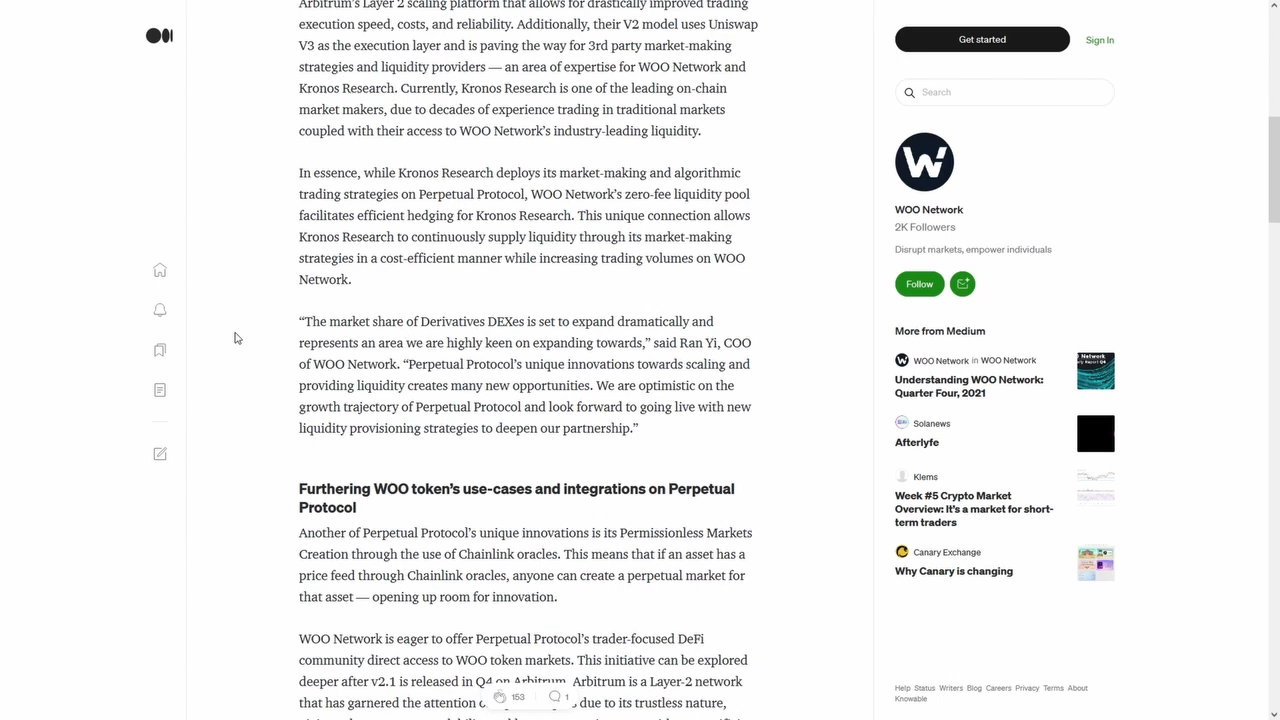 Arbitrum's Layer 2 scaling platform that allows for drastically improved trading
execution speed, costs, and reliability. Additionally, their V2 model uses Uniswap
V3 as the execution layer and is paving the way for 3rd party market-making
strategies and liquidity providers — an area of expertise for WOO Network and
Kronos Research. Currently, Kronos Research is one of the leading on-chain
market makers, due to decades of experience trading in traditional markets
coupled with their access to WOO Network's industry-leading liquidity.
In essence, while Kronos Research deploys its market-making and algorithmic
trading strategies on Perpetual Protocol, WOO Network's zero-fee liquidity pool
facilitates efficient hedging for Kronos Research. This unique connection allows
Kronos Research to continuously supply liquidity through its market-making
strategies in a cost-efficient manner while increasing trading volumes on WOO
Network.
“The market share of Derivatives DEXes is set to expand dramatically and
represents an area we are highly keen on expanding towards,” said Ran Yi, COO
of WOO Network. “Perpetual Protocol's unique innovations towards scaling and
providing liquidity creates many new opportunities. We are optimistic on the
growth trajectory of Perpetual Protocol and look forward to going live with new
liquidity provisioning strategies to deepen our partnership.”
Furthering WOO token's use-cases and integrations on Perpetual
Protocol
Another of Perpetual Protocol's unique innovations is its Permissionless Markets
Creation through the use of Chainlink oracles. This means that if an asset has a
price feed through Chainlink oracles, anyone can create a perpetual market for
that asset — opening up room for innovation.
WOO Network is eager to offer Perpetual Protocol's trader-focused DeFi
community direct access to WOO token markets. This initiative can be explored
deeper after v2.1 is released in Q4 on Arbitrum. Arbitrum is a Layer-2 network
that has garnered the attention of due to its trustless nature,
153
1
Get started
Sign In
Search
WOO Network
2K Followers
Disrupt markets, empower individuals
Follow
More from Medium
WOO Network in WOO Network
Understanding WOO Network:
Quarter Four, 2021
Solanews
Afterlyfe
Klems
Week #5 Crypto Market
Overview: It's a market for short-
term traders
Canary Exchange
Why Canary is changing
Help Status Writers Blog Careers Privacy Terms About
Knowable